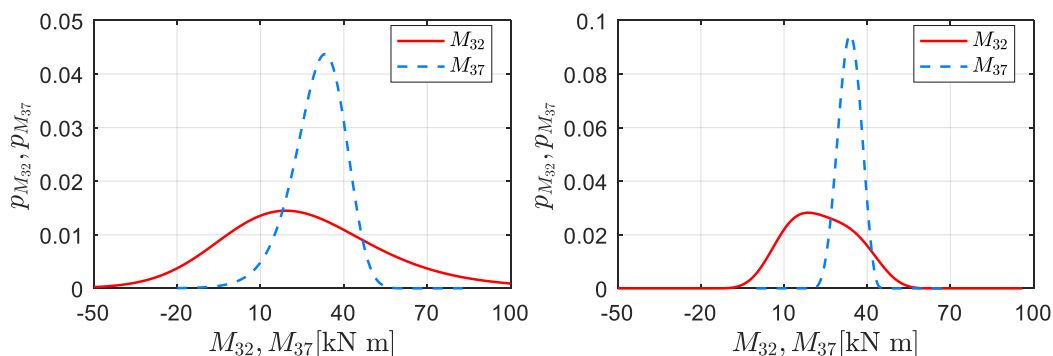 0.05
0.04
0.03
0.02
0.01
0
-50 -20 10 40 70 100
p_{M_{32}}, p_{M_{37}}
M_{32}, M_{37}[kN m]
M_{32}
M_{37}
0.1
0.08
0.06
0.04
0.02
0
-50 -20 10 40 70 100
p_{M_{32}}, p_{M_{37}}
M_{32}, M_{37}[kN m]
M_{32}
M_{37}